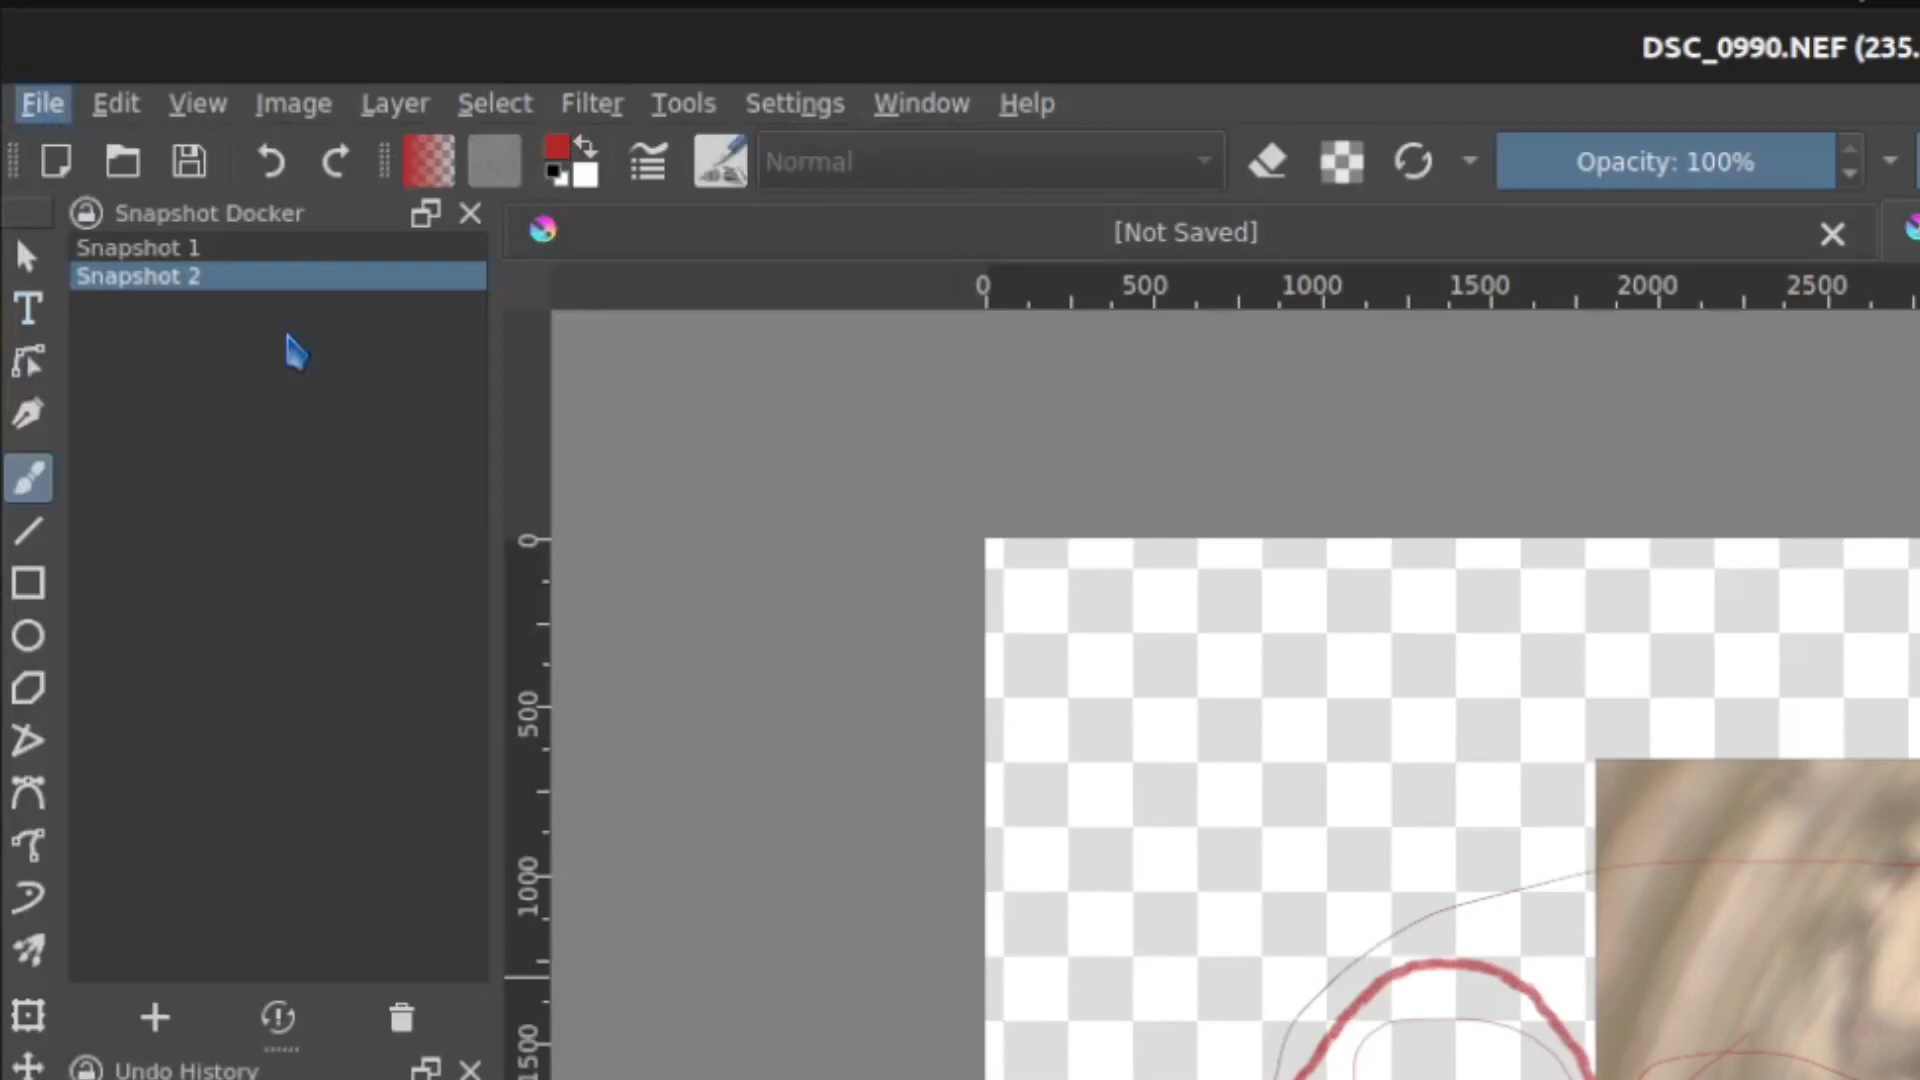 DSC_0990.NEF (235.
File Edit View Image Layer Select Filter Tools Settings Window Help
Normal
Opacity: 100%
Snapshot Docker
[Not Saved]
Snapshot 1
Snapshot 2
0 500 1000 1500 2000 2500
0
500
1000
1500
Undo History